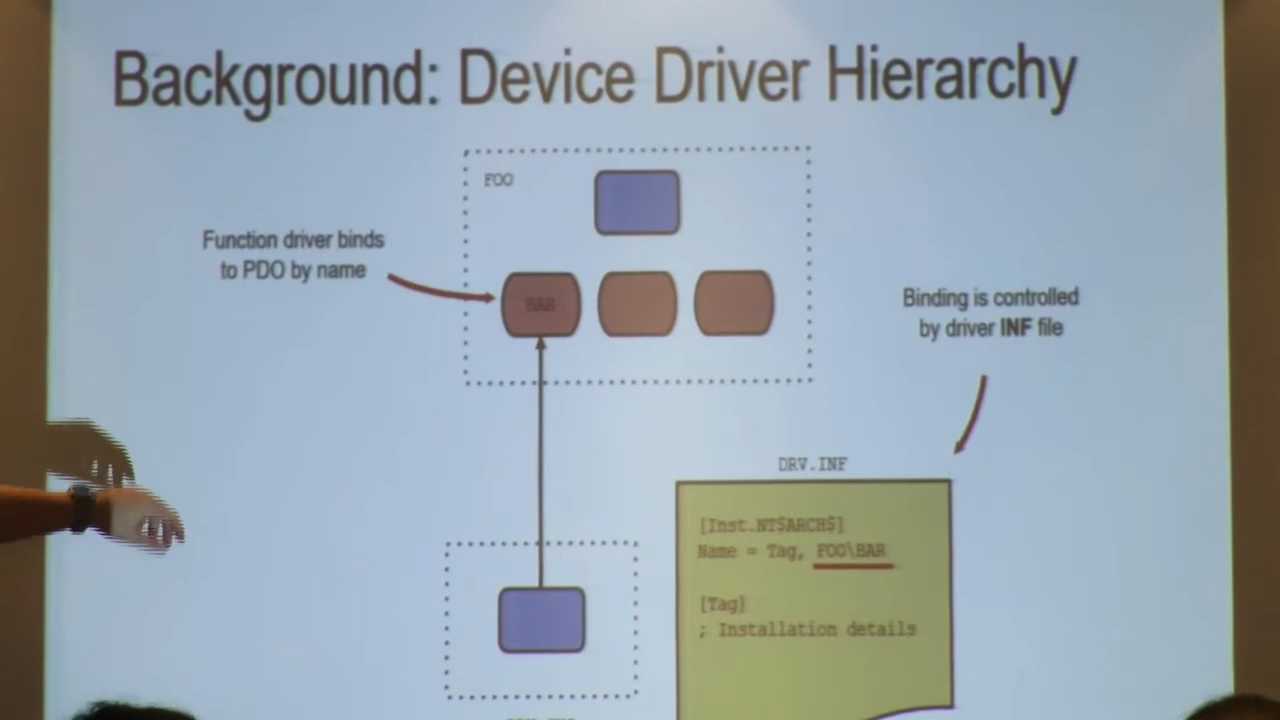 Background: Device Driver Hierarchy
FOO
Function driver binds
to PDO by name
BAR
Binding is controlled
by driver INF file
DRV.INF
[Inst.NT$ARCH$]
Name = Tag, FOO\BAR
[Tag]
; Installation details